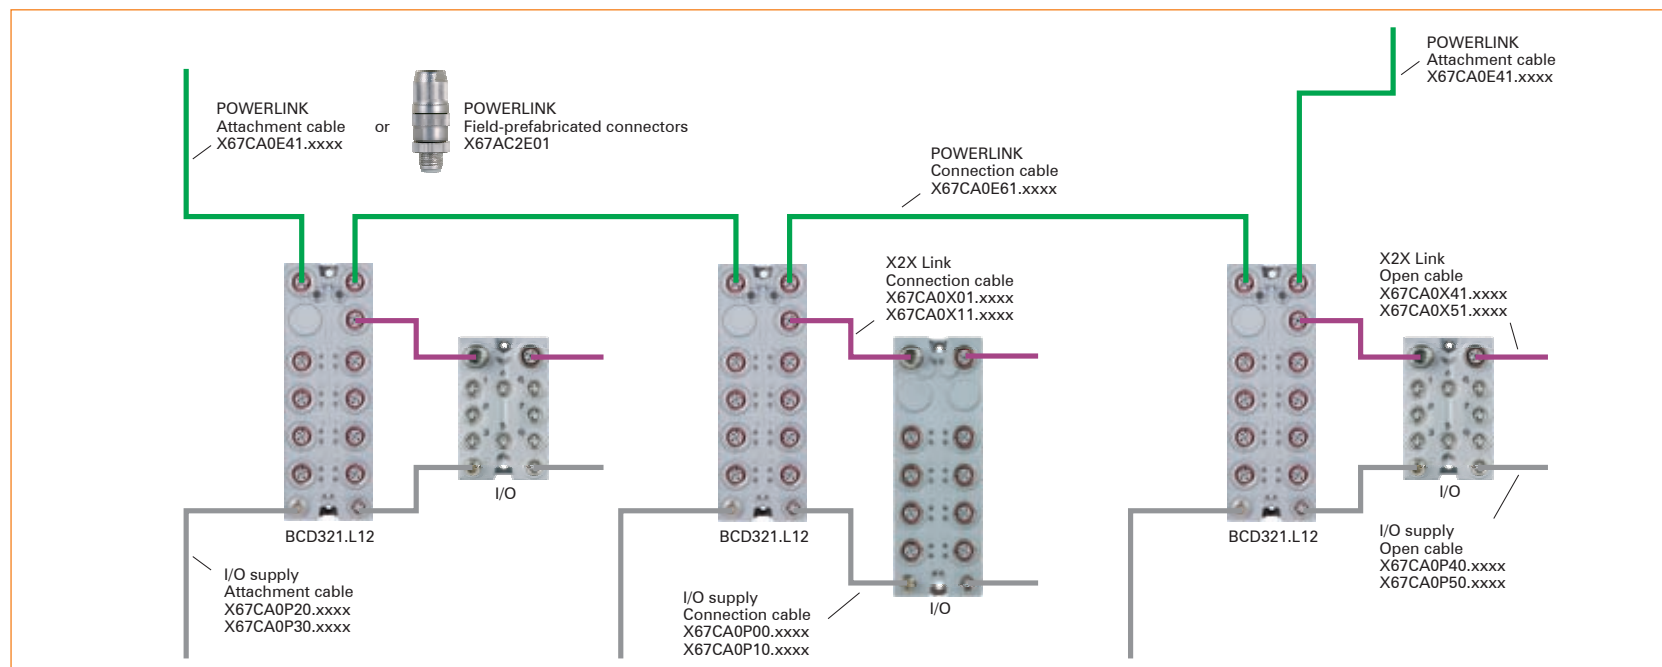 POWERLINK
Attachment cable
X67CA0E41.xxxx
or
POWERLINK
Field-prefabricated connectors
X67AC2E01
POWERLINK
Connection cable
X67CA0E61.xxxx
POWERLINK
Attachment cable
X67CA0E41.xxxx
X2X Link
Connection cable
X67CA0X01.xxxx
X67CA0X11.xxxx
X2X Link
Open cable
X67CA0X41.xxxx
X67CA0X51.xxxx
I/O
BCD321.L12
I/O supply
Attachment cable
X67CA0P20.xxxx
X67CA0P30.xxxx
BCD321.L12
I/O
I/O supply
Connection cable
X67CA0P00.xxxx
X67CA0P10.xxxx
I/O
BCD321.L12
I/O supply
Open cable
X67CA0P40.xxxx
X67CA0P50.xxxx